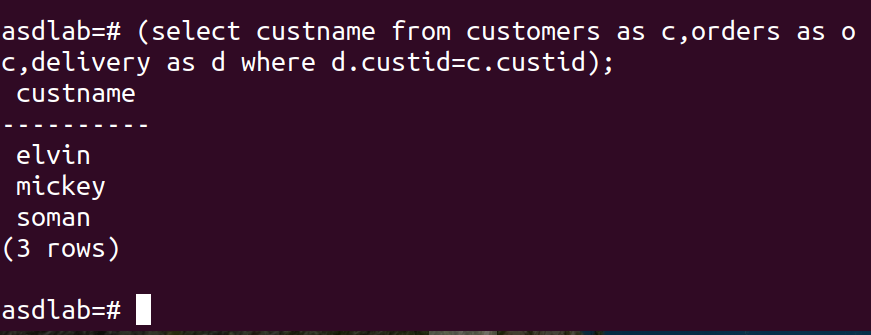 asdlab=# (select custname from customers as c,orders as o
c,delivery as d where d.custid=c.custid);
 custname
----------
 elvin
 mickey
 soman
(3 rows)
asdlab=#